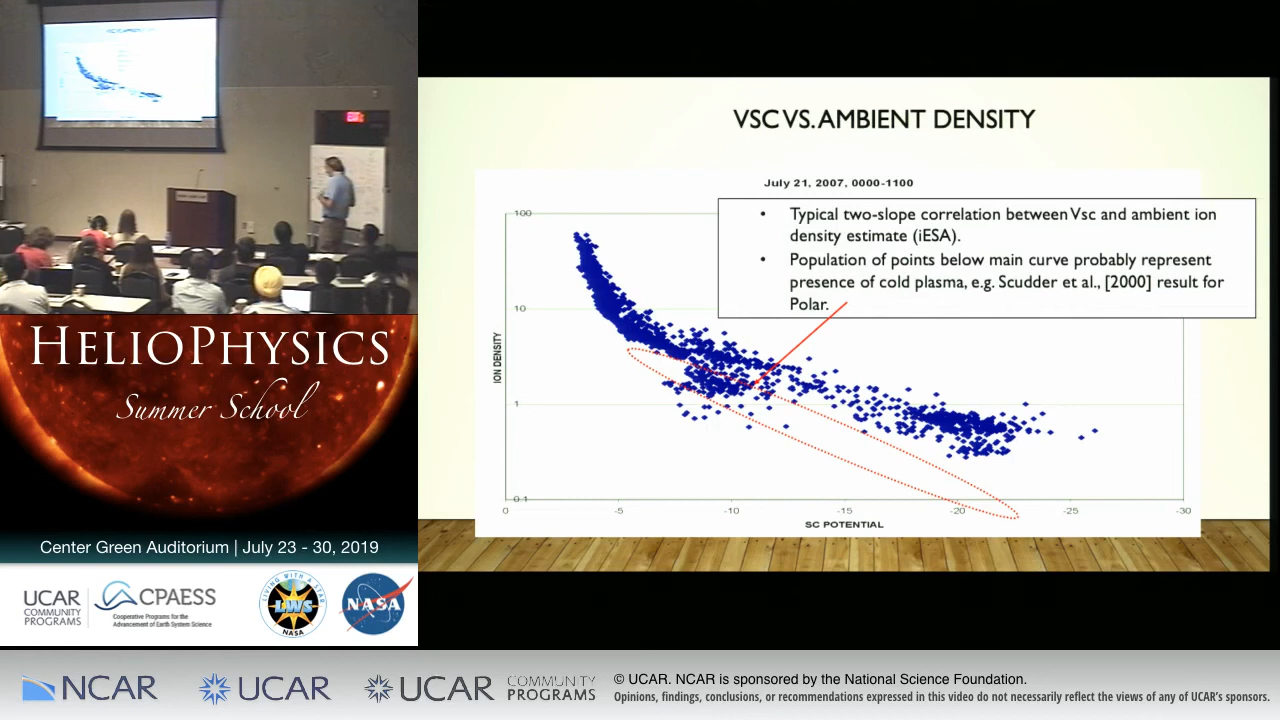 EXIT
HELIOPHYSICS
Summer School
Center Green Auditorium | July 23 - 30, 2019
UCAR
COMMUNITY
PROGRAMS
CPAESS
Cooperative Programs for the
Advancement of Earth System Science
LIVING WITH A STAR
LWS
NASA
NASA
VSC VS. AMBIENT DENSITY
July 21, 2007, 0000-1100
• Typical two-slope correlation between Vsc and ambient ion
density estimate (iESA).
• Population of points below main curve probably represent
presence of cold plasma, e.g. Scudder et al., [2000] result for
Polar.
100
10
1
0.1
ION DENSITY
0
-5
-10
-15
-20
-25
-30
SC POTENTIAL
NCAR
UCAR
UCAR
COMMUNITY
PROGRAMS
© UCAR. NCAR is sponsored by the National Science Foundation.
Opinions, findings, conclusions, or recommendations expressed in this video do not necessarily reflect the views of any of UCAR's sponsors.